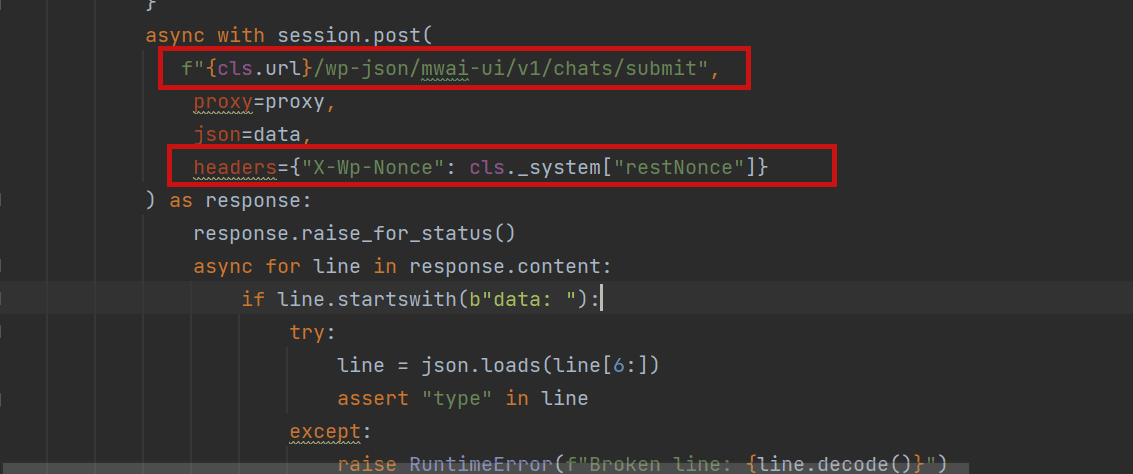 }
async with session.post(
f"{cls.url}/wp-json/mwai-ui/v1/chats/submit",
proxy=proxy,
json=data,
headers={"X-Wp-Nonce": cls._system["restNonce"]}
) as response:
response.raise_for_status()
async for line in response.content:
if line.startswith(b"data: "):
try:
line = json.loads(line[6:])
assert "type" in line
except:
raise RuntimeError(f"Broken line: {line.decode()}")